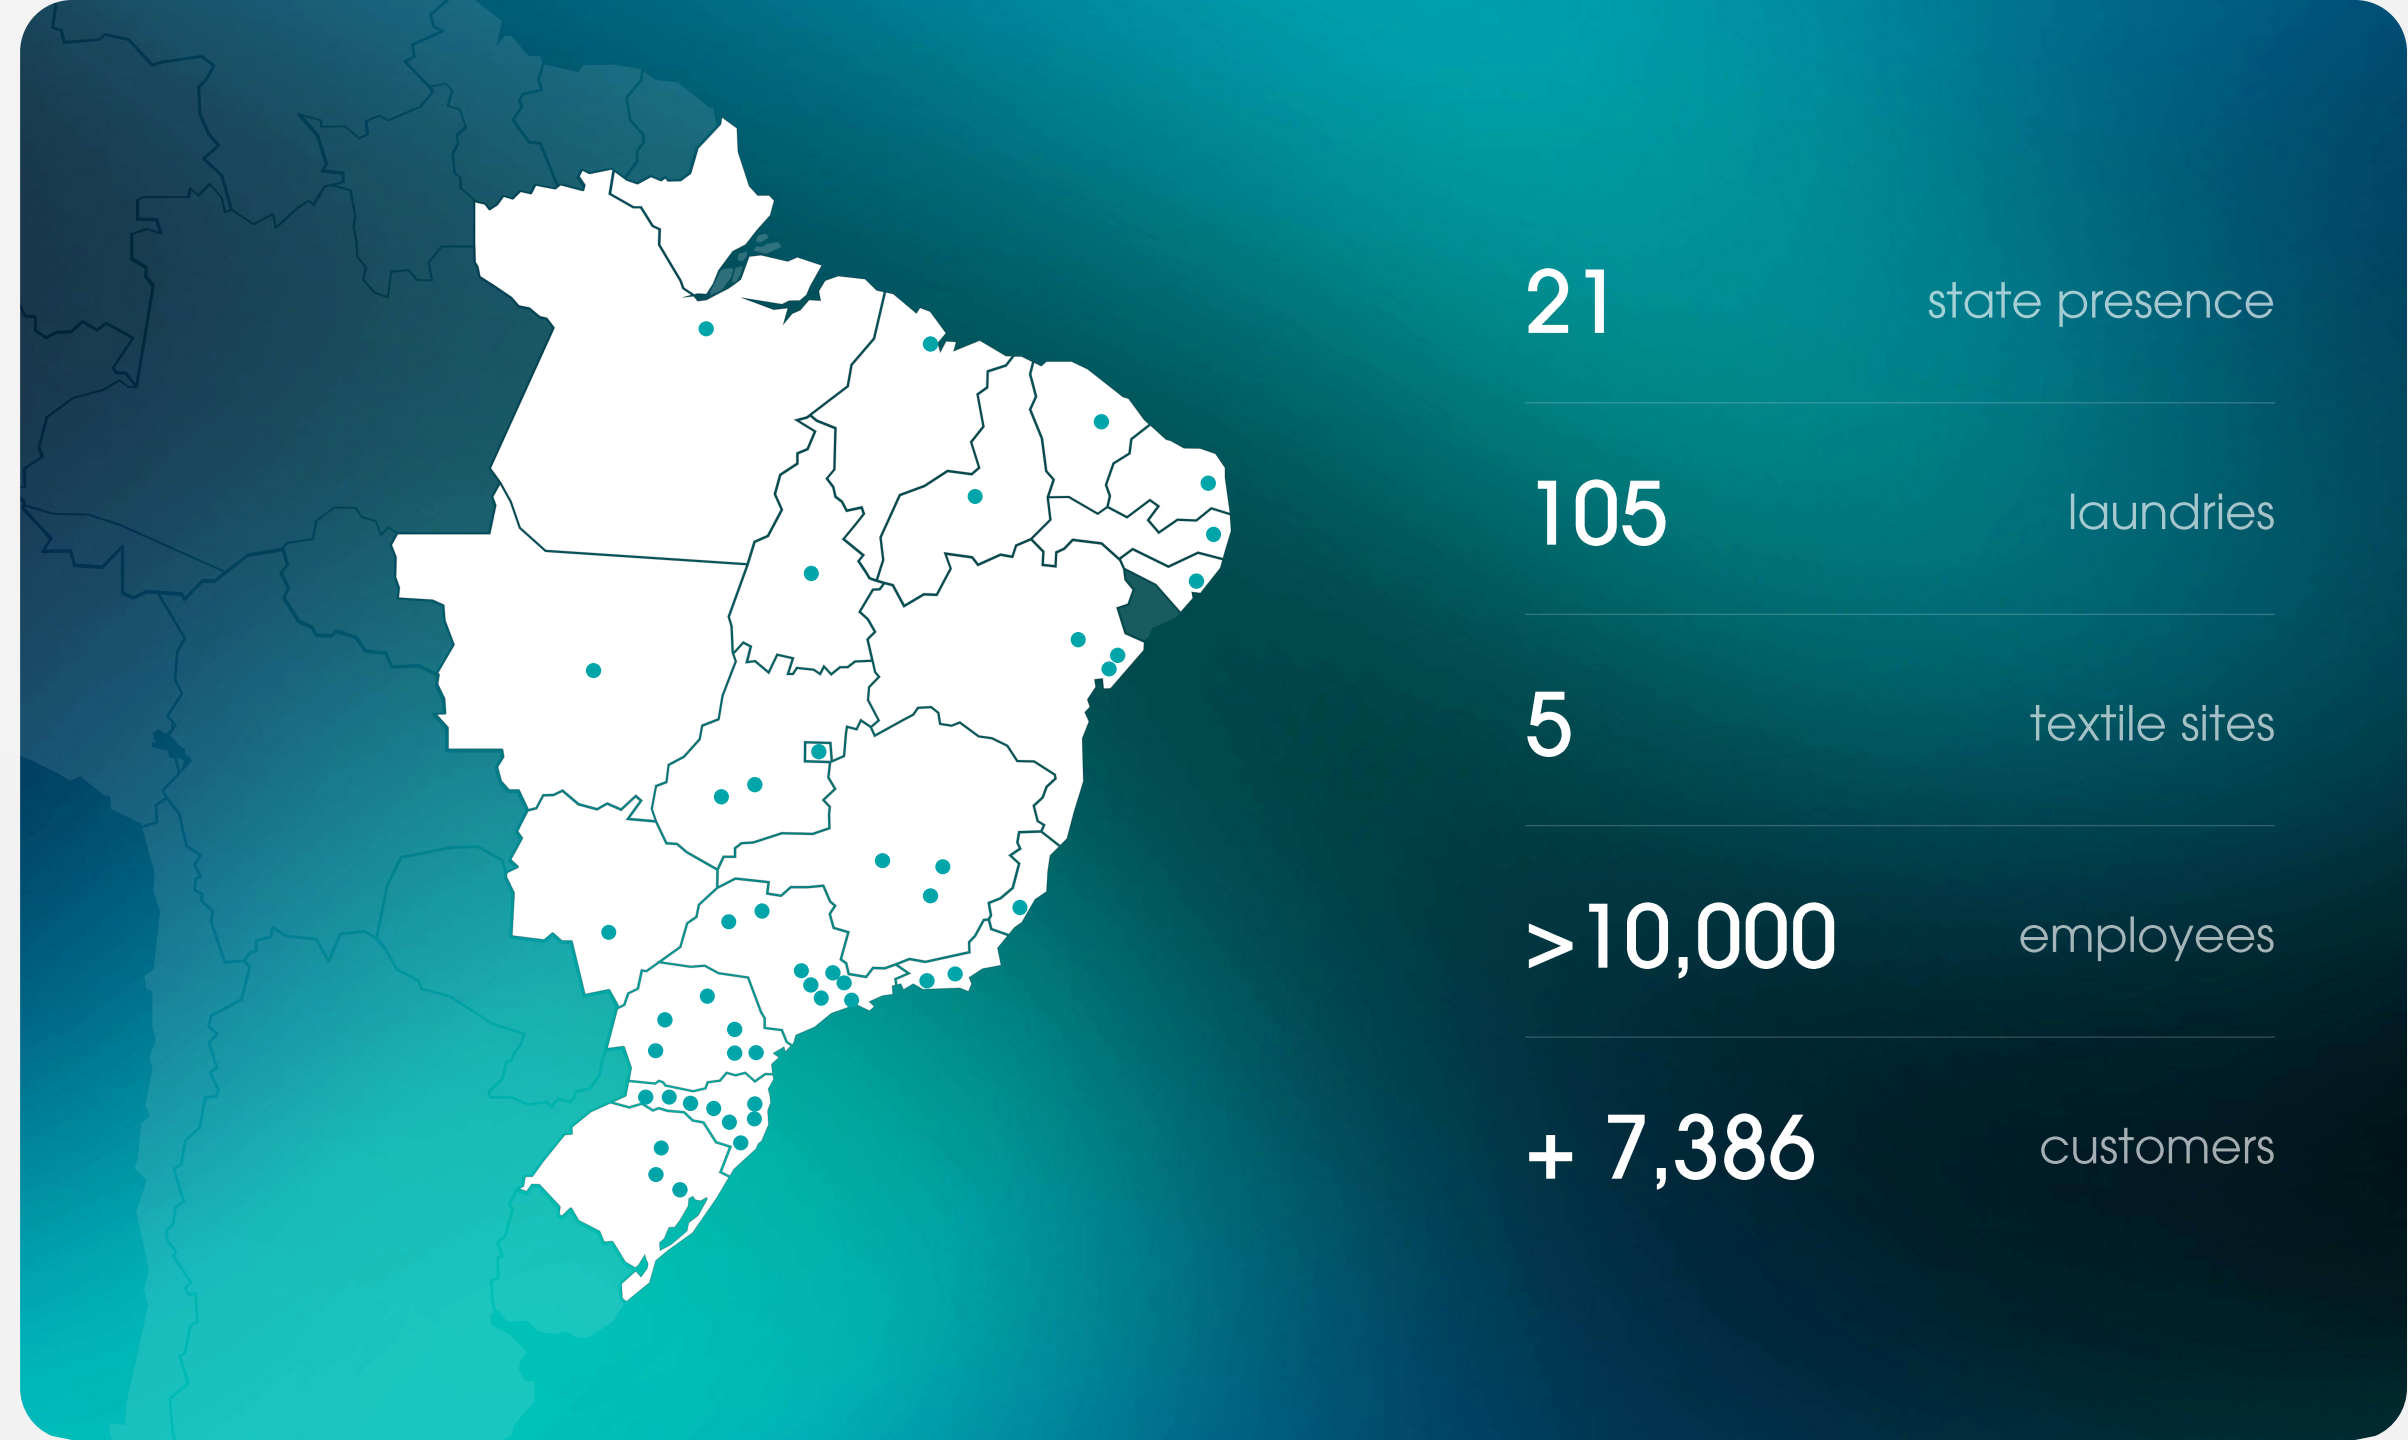 21 state presence
105 laundries
5 textile sites
>10,000 employees
+ 7,386 customers